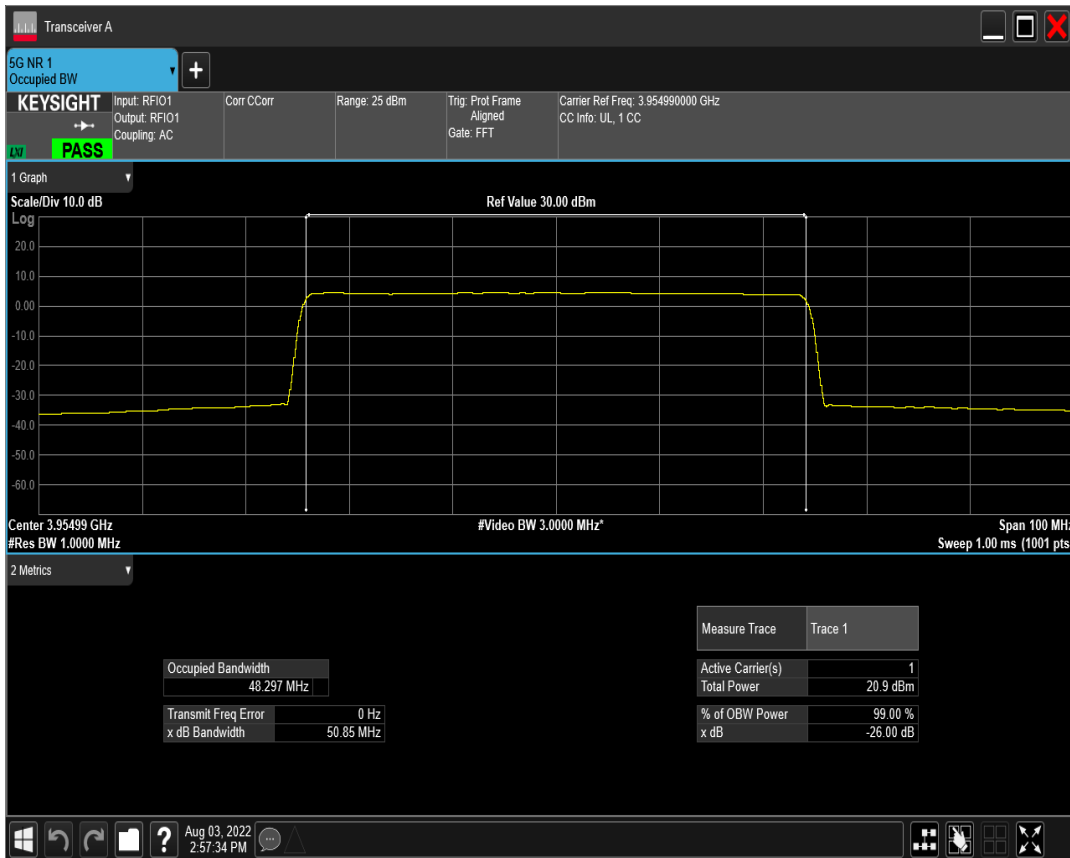 Transceiver A
5G NR 1
Occupied BW
KEYSIGHT
LXI
PASS
Input: RFIO1
Output: RFIO1
Coupling: AC
Corr CCorr
Range: 25 dBm
Trig: Prot Frame
Aligned
Gate: FFT
Carrier Ref Freq: 3.954990000 GHz
CC Info: UL, 1 CC
1 Graph
Scale/Div 10.0 dB
Ref Value 30.00 dBm
Log
20.0
10.0
0.00
-10.0
-20.0
-30.0
-40.0
-50.0
-60.0
Center 3.95499 GHz
#Video BW 3.0000 MHz*
Span 100 MHz
#Res BW 1.0000 MHz
Sweep 1.00 ms (1001 pts
2 Metrics
Measure Trace Trace 1
Occupied Bandwidth
48.297 MHz
Active Carrier(s) 1
Total Power 20.9 dBm
Transmit Freq Error 0 Hz
x dB Bandwidth 50.85 MHz
% of OBW Power 99.00 %
x dB -26.00 dB
?
Aug 03, 2022
2:57:34 PM